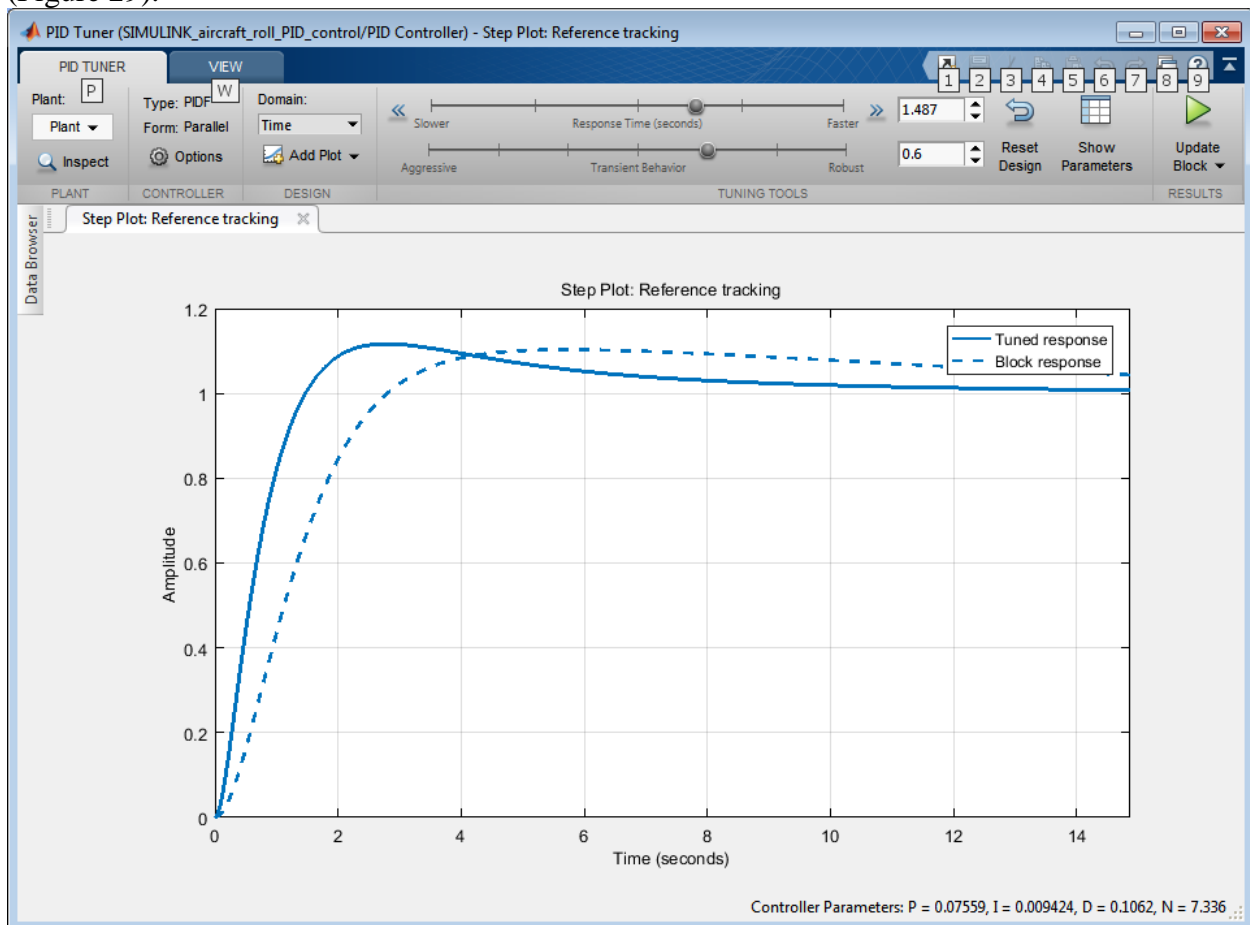 (Figure 29).
PID Tuner (SIMULINK_aircraft_roll_PID_control/PID Controller) - Step Plot: Reference tracking
PID TUNER VIEW
P W 1 2 3 4 5 6 7 8 9
Plant: Type: PIDF Domain:
Plant Form: Parallel Time
Slower Response Time (seconds) Faster 1.487
Inspect Options Add Plot
Aggressive Transient Behavior Robust 0.6
Reset Design Show Parameters Update Block
PLANT CONTROLLER DESIGN TUNING TOOLS RESULTS
Data Browser
Step Plot: Reference tracking
Step Plot: Reference tracking
Tuned response
Block response
1.2
1
0.8
0.6
0.4
0.2
0
Amplitude
0 2 4 6 8 10 12 14
Time (seconds)
Controller Parameters: P = 0.07559, I = 0.009424, D = 0.1062, N = 7.336